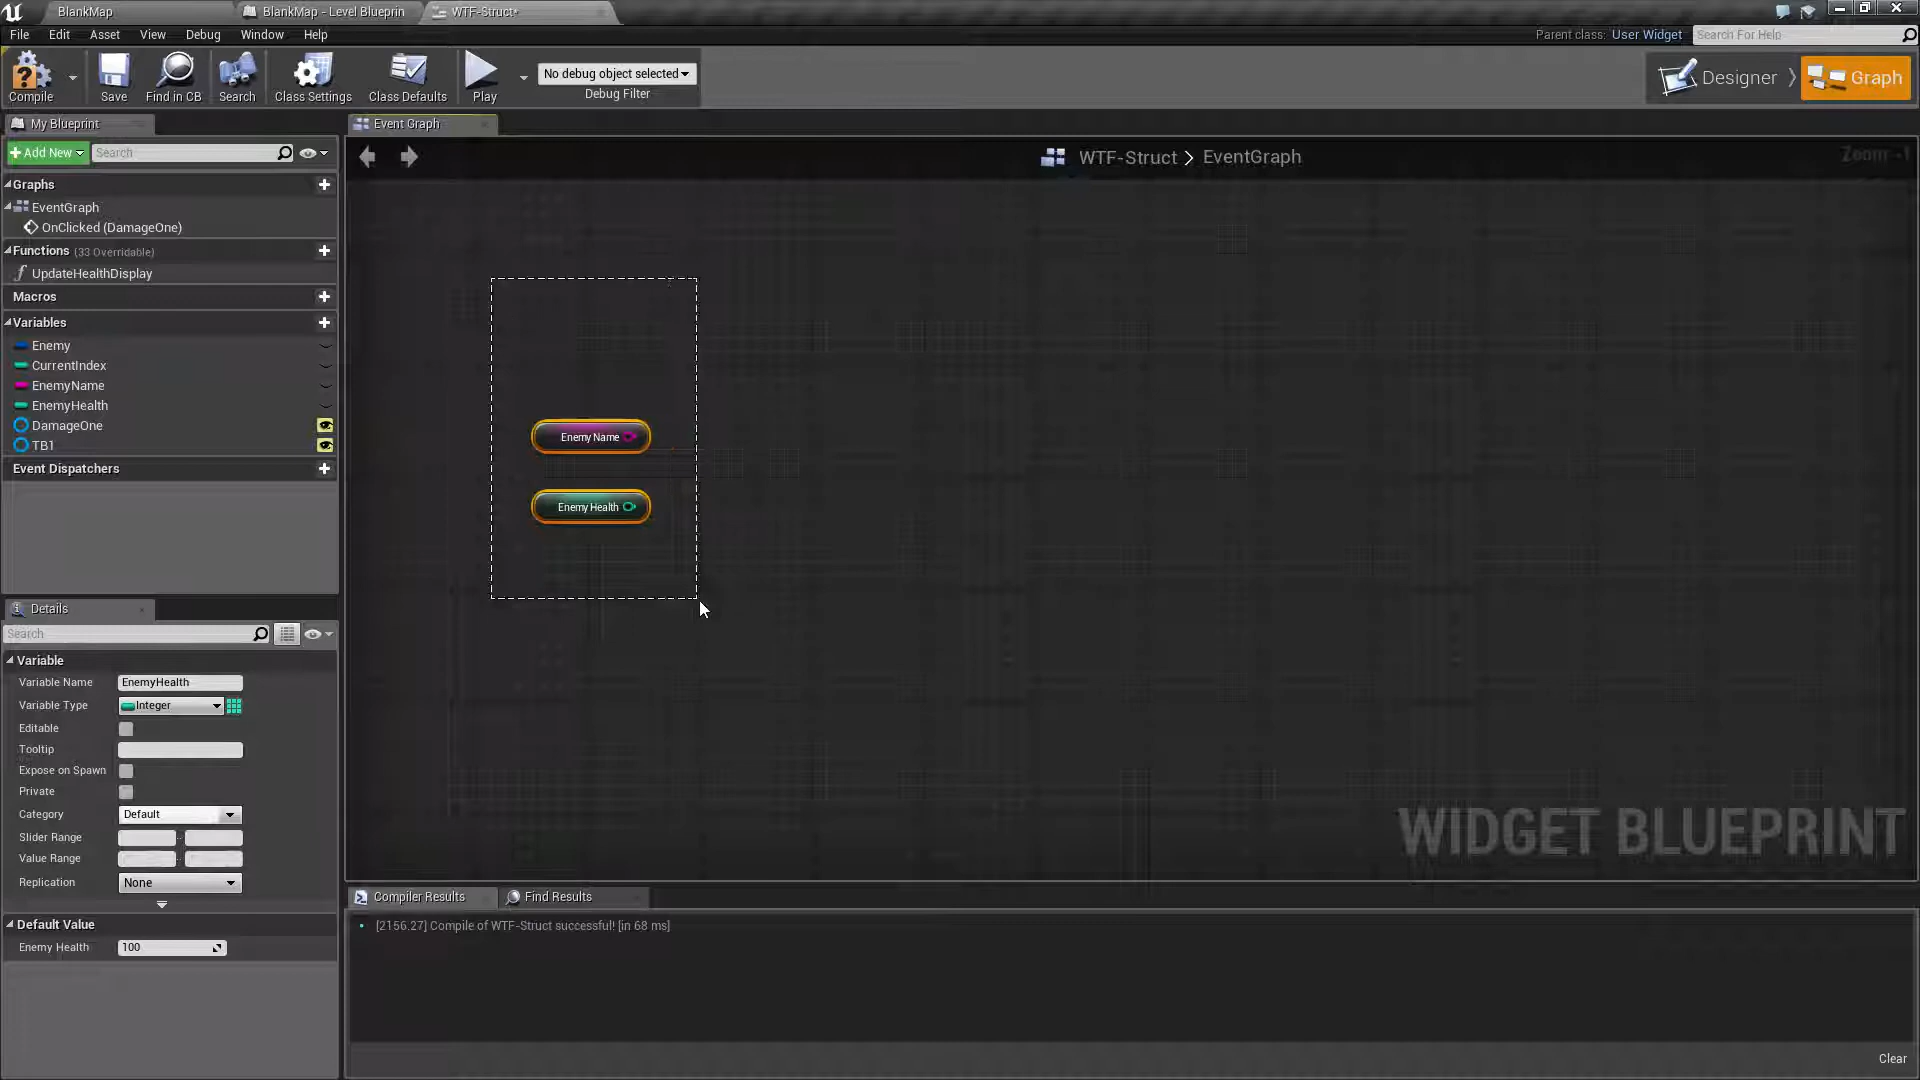 BlankMap
BlankMap - Level Blueprin
WTF-Struct*
File Edit Asset View Debug Window Help
Parent class: User Widget
Search For Help
Compile
Save
Find in CB
Search
Class Settings
Class Defaults
Play
No debug object selected
Debug Filter
Designer
Graph
My Blueprint
Event Graph
Add New
Search
WTF-Struct > EventGraph
Zoom -1
Graphs
EventGraph
OnClicked (DamageOne)
Functions (33 Overridable)
UpdateHealthDisplay
Macros
Variables
Enemy
CurrentIndex
EnemyName
EnemyHealth
DamageOne
TB1
Event Dispatchers
Enemy Name
Enemy Health
WIDGET BLUEPRINT
Details
Search
Variable
Variable Name EnemyHealth
Variable Type Integer
Editable
Tooltip
Expose on Spawn
Private
Category Default
Slider Range
Value Range
Replication None
Default Value
Enemy Health 100
Compiler Results
Find Results
[2156.27] Compile of WTF-Struct successful! [in 68 ms]
Clear